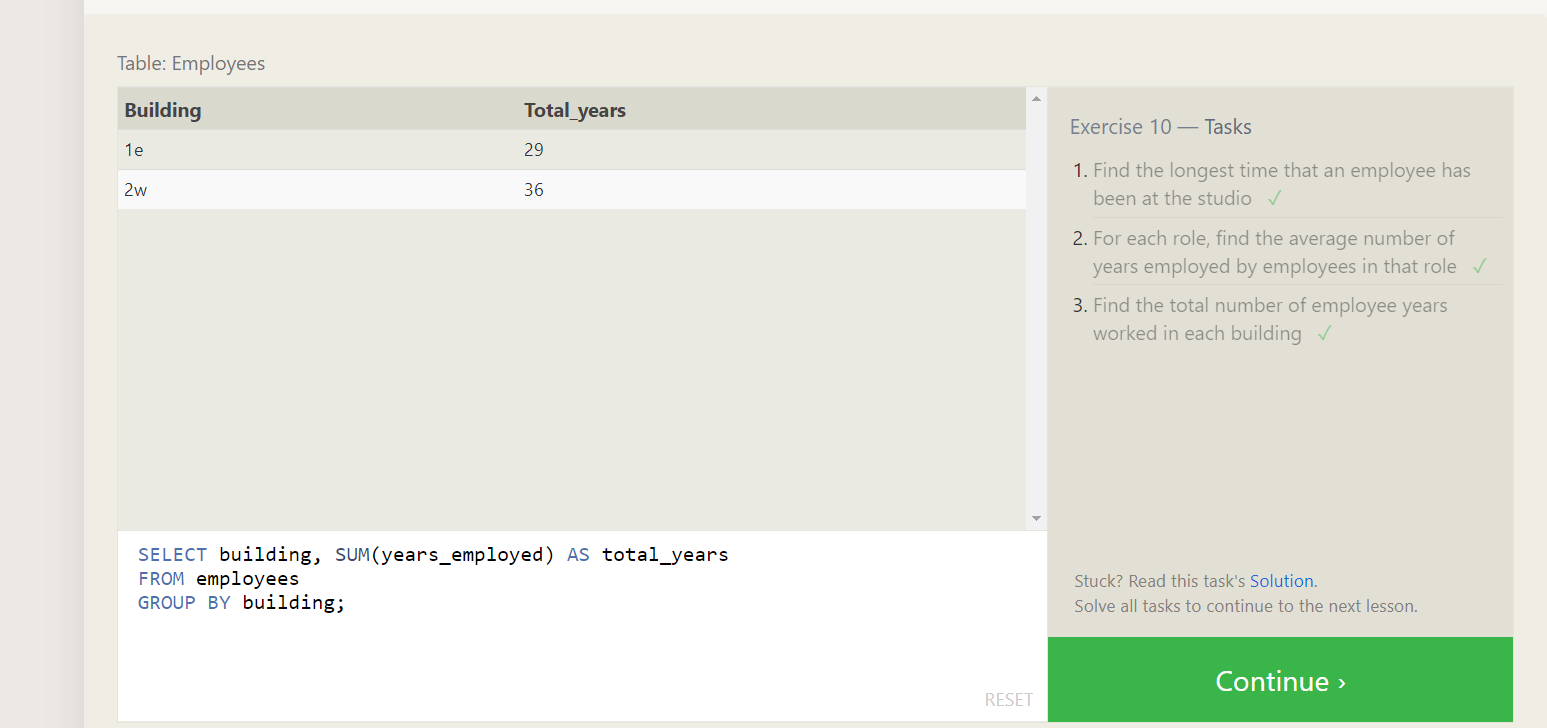 Table: Employees
Building Total_years
1e 29
2w 36
SELECT building, SUM(years_employed) AS total_years
FROM employees
GROUP BY building;
RESET
Exercise 10 — Tasks
1. Find the longest time that an employee has
been at the studio ✓
2. For each role, find the average number of
years employed by employees in that role ✓
3. Find the total number of employee years
worked in each building ✓
Stuck? Read this task's Solution.
Solve all tasks to continue to the next lesson.
Continue ›